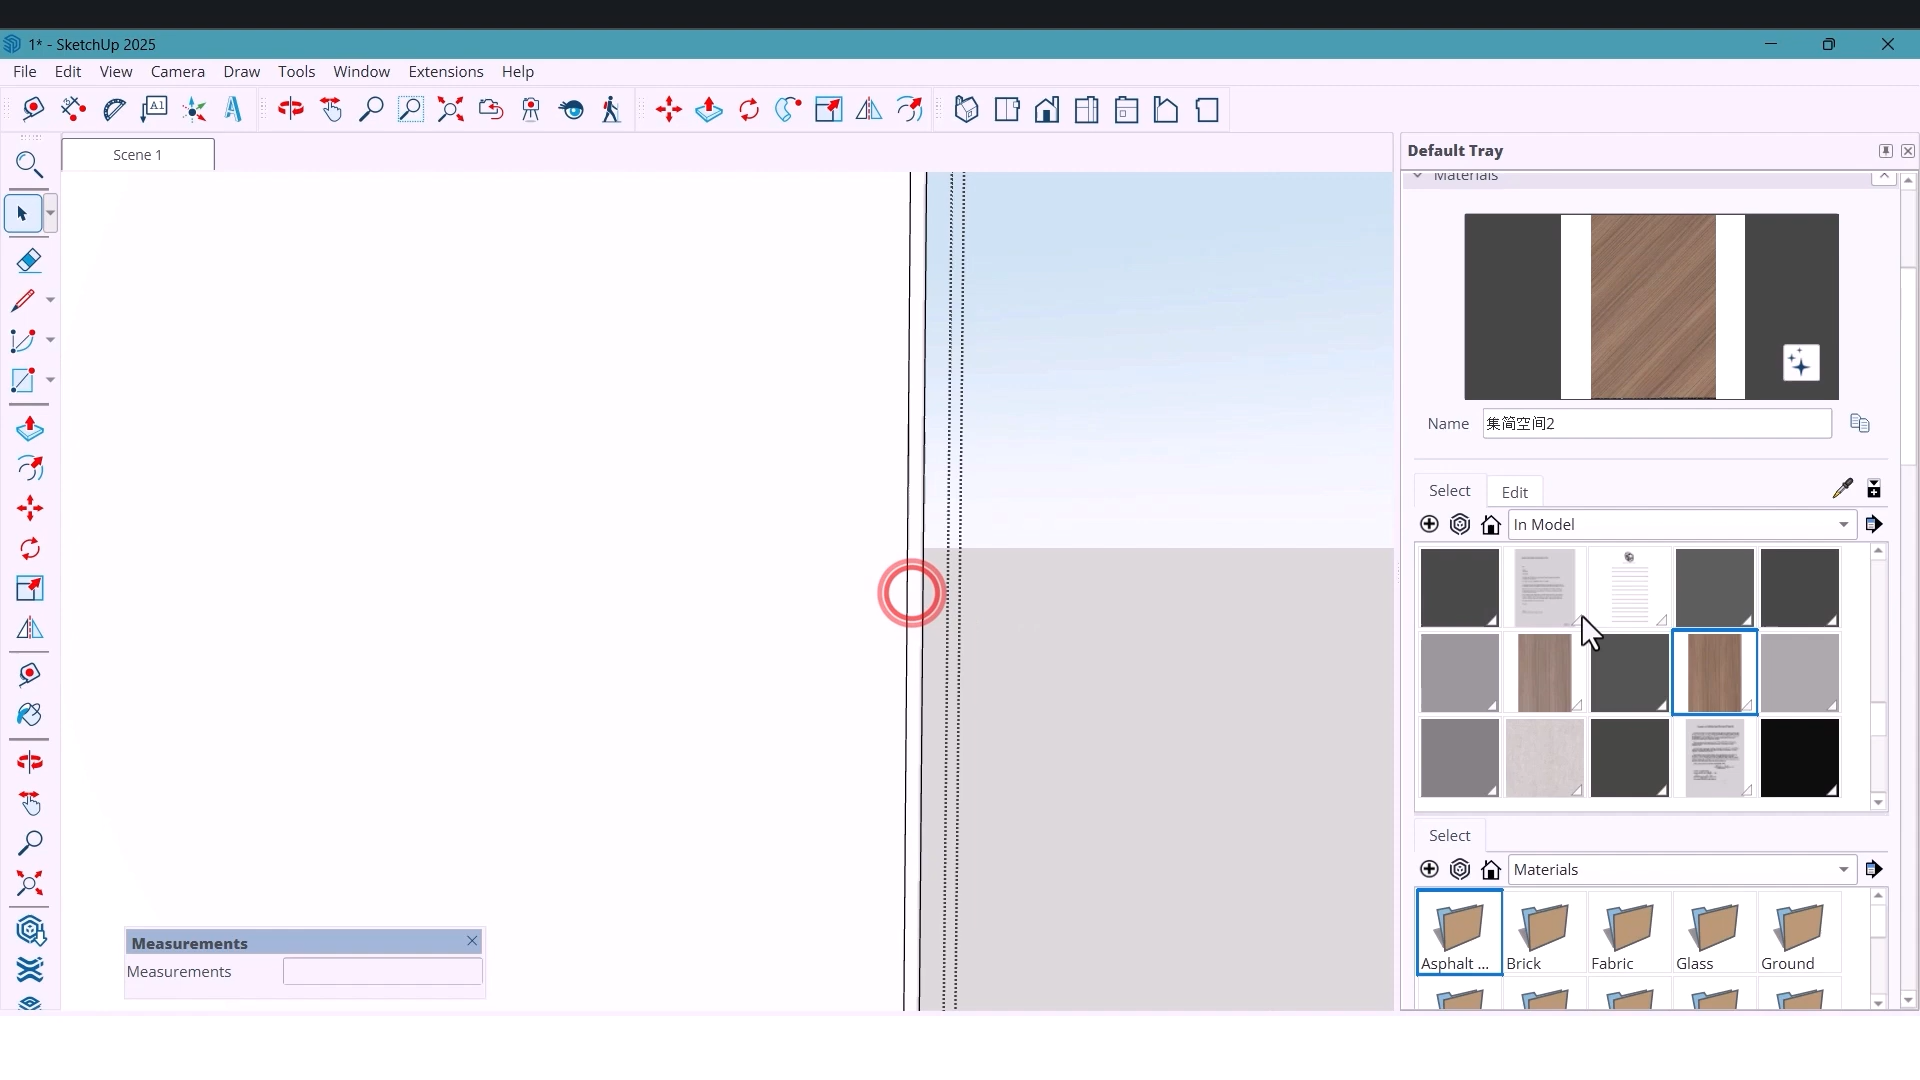 1* - SketchUp 2025
File Edit View Camera Draw Tools Window Extensions Help
A1
Scene 1
Default Tray
Materials
Name 集简空间2
Select Edit
In Model
Select
Materials
Asphalt ... Brick Fabric Glass Ground
Measurements
Measurements